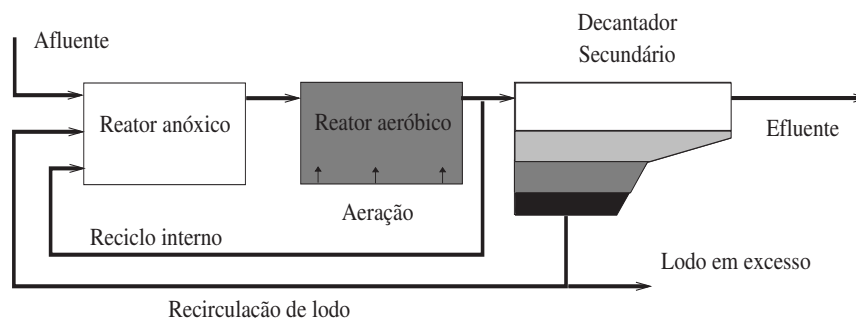 Decantador
Secundário
Afluente
Reator anóxico
Reator aeróbico
Efluente
Aeração
Reciclo interno
Lodo em excesso
Recirculação de lodo